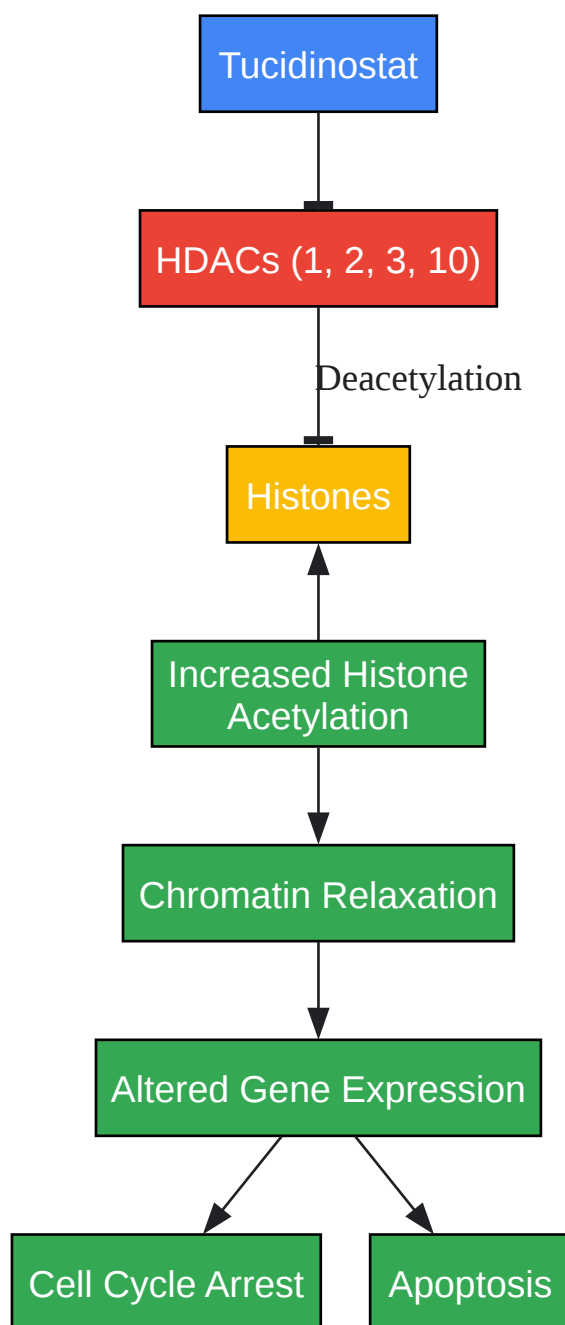 Tucidinostat
HDACs (1, 2, 3, 10)
Deacetylation
Histones
Increased Histone
Acetylation
Chromatin Relaxation
Altered Gene Expression
Cell Cycle Arrest
Apoptosis